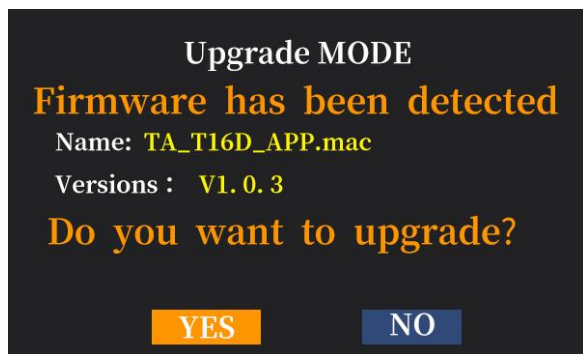 Upgrade MODE
Firmware has been detected
Name: TA_T16D_APP.mac
Versions： V1.0.3
Do you want to upgrade?
YES NO